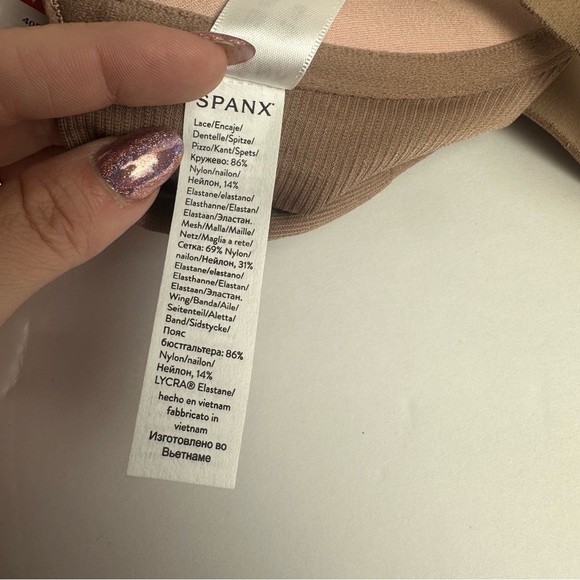 SPANX
Lace/Encaje/
Dentelle/Spitze/
Pizzo/Kant/Spets/
Кружево: 86%
Nylon/nailon/
Нейлон, 14%
Elastane/elastano/
Elasthanne/Elastan/
Elastaan/Эластан.
Mesh/Malla/Maille/
Netz/Maglia a rete/
Сетка: 69% Nylon/
nailon/Нейлон, 31%
Elastane/elastano/
Elasthanne/Elastan/
Elastaan/Эластан.
Wing/Banda/Aile/
Seitenteil/Aletta/
Band/Sidstycke/
Пояс
бюстгальтера: 86%
Nylon/nailon/
Нейлон, 14%
LYCRA® Elastane/
hecho en vietnam
fabbricato in
vietnam
Изготовлено во
Вьетнаме